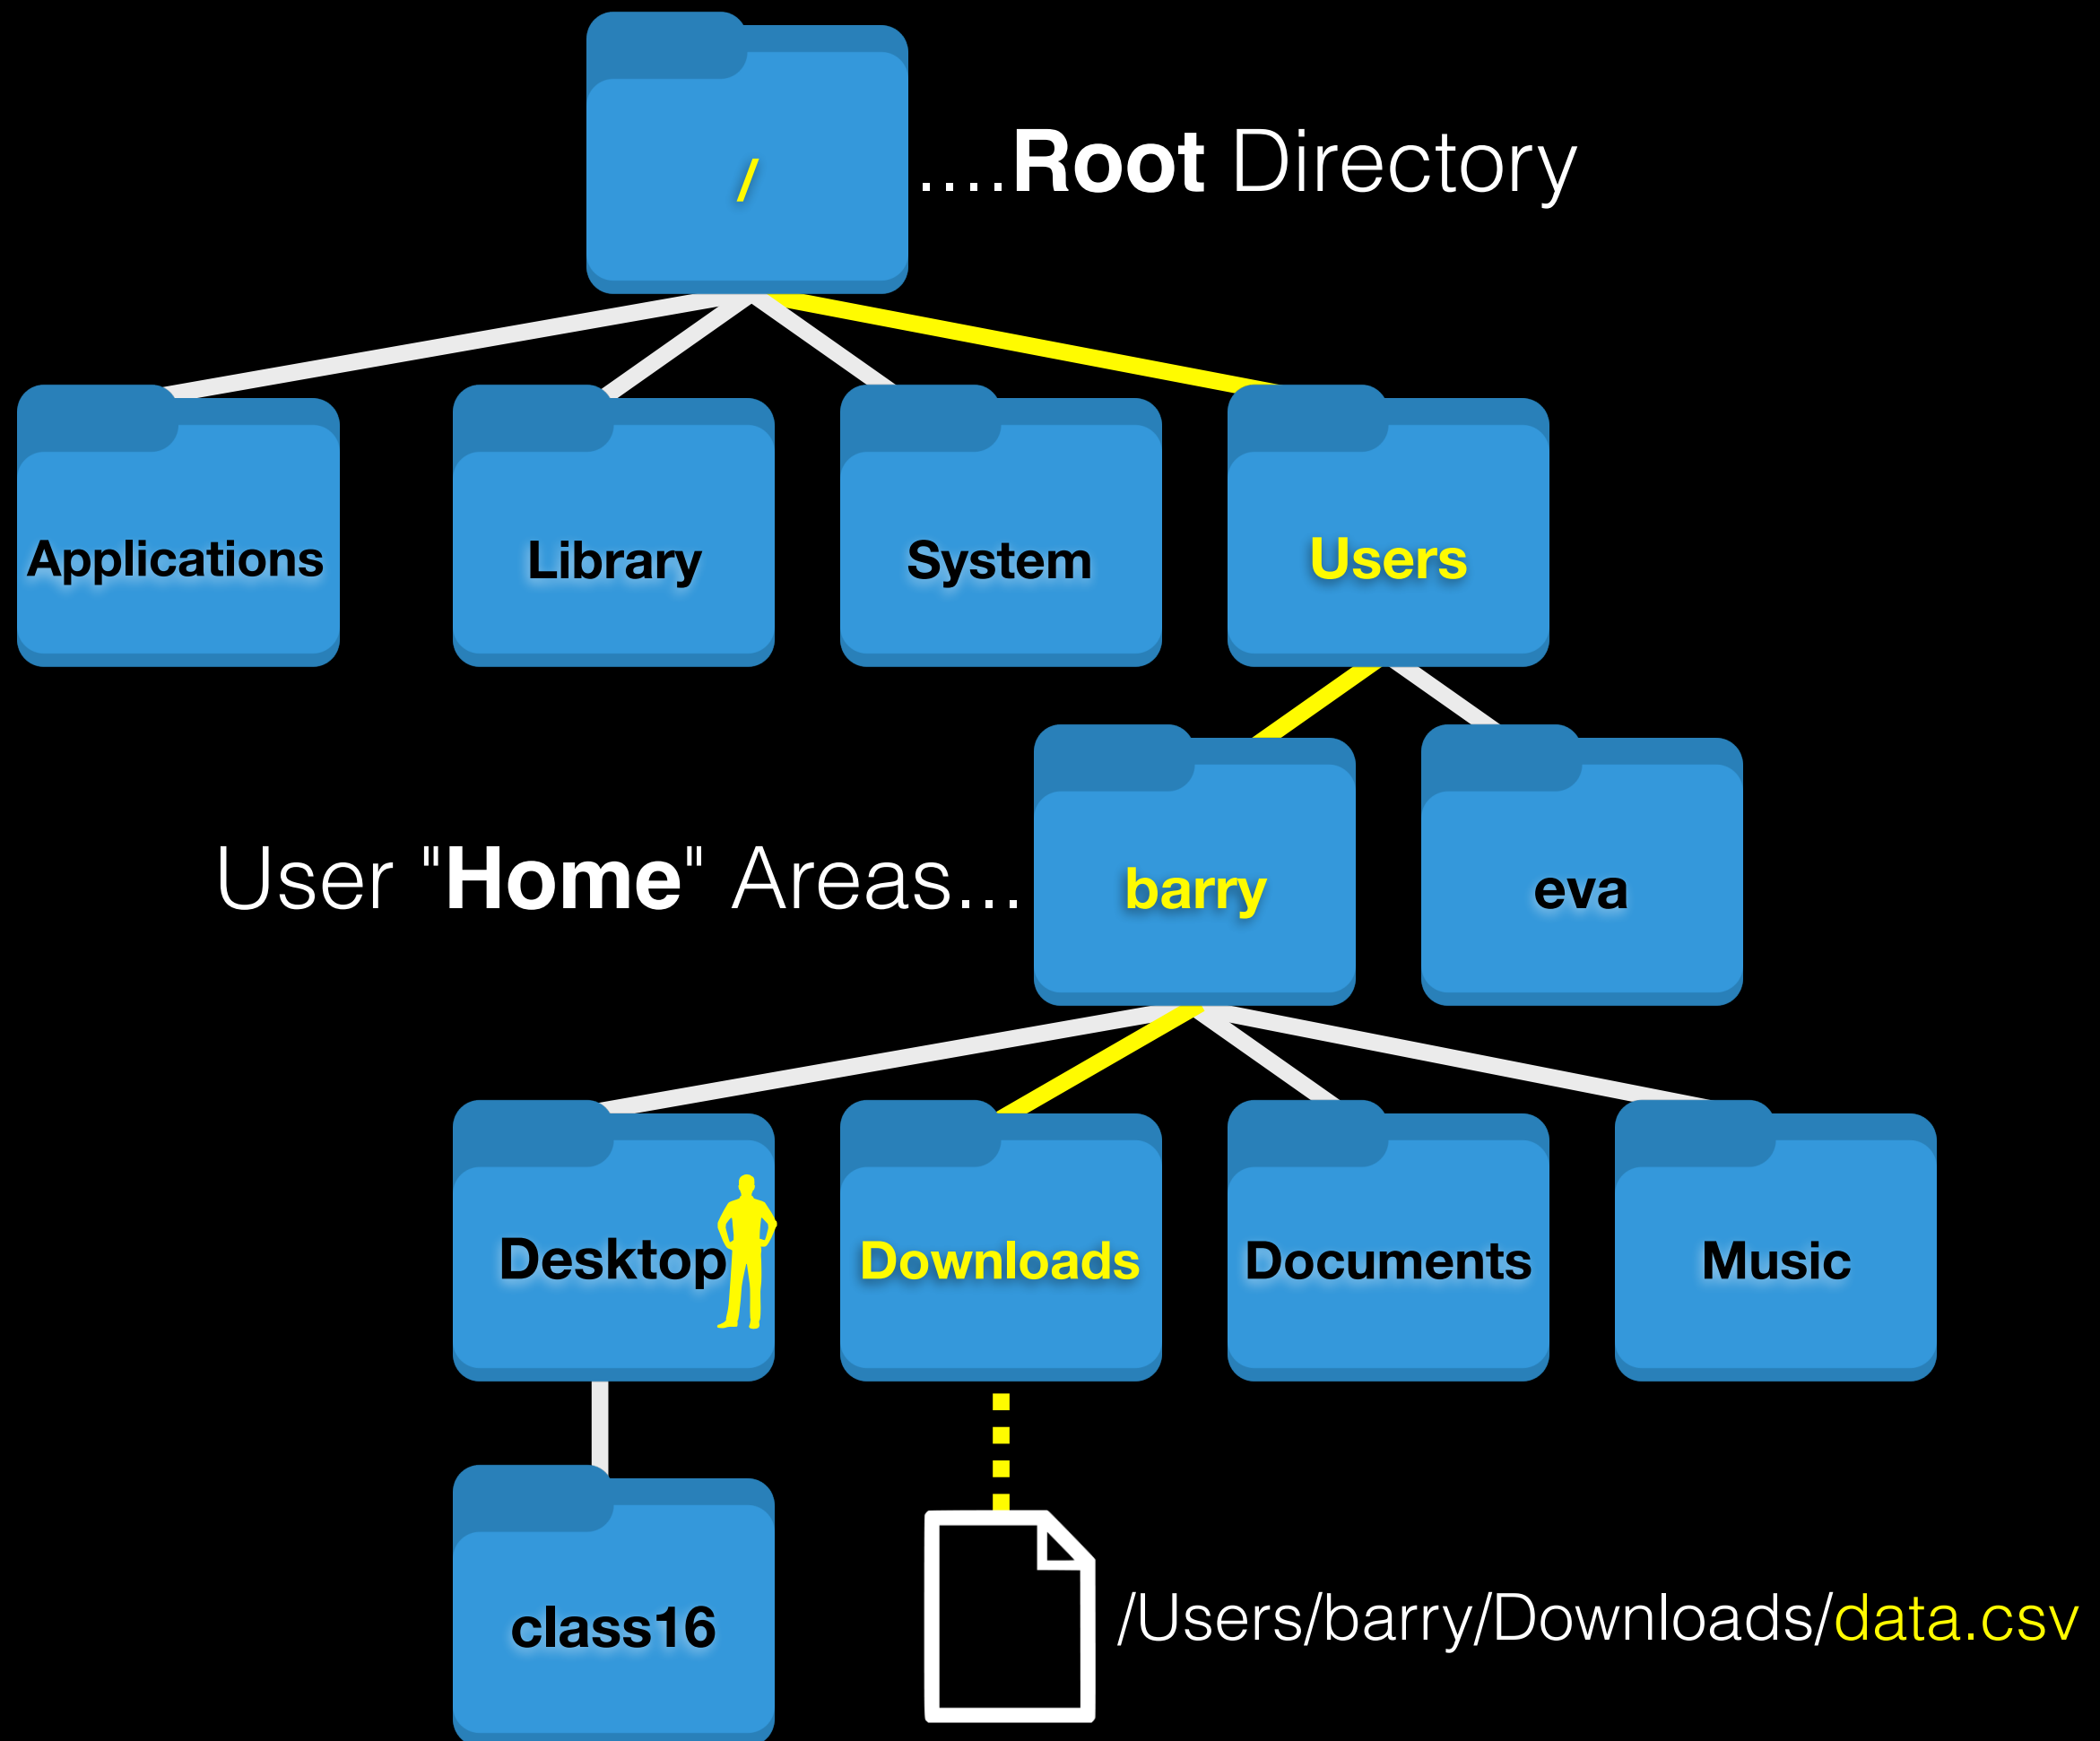 /
....Root Directory
Applications
Library
System
Users
User "Home" Areas...
barry
eva
Desktop
Downloads
Documents
Music
class16
/Users/barry/Downloads/data.csv